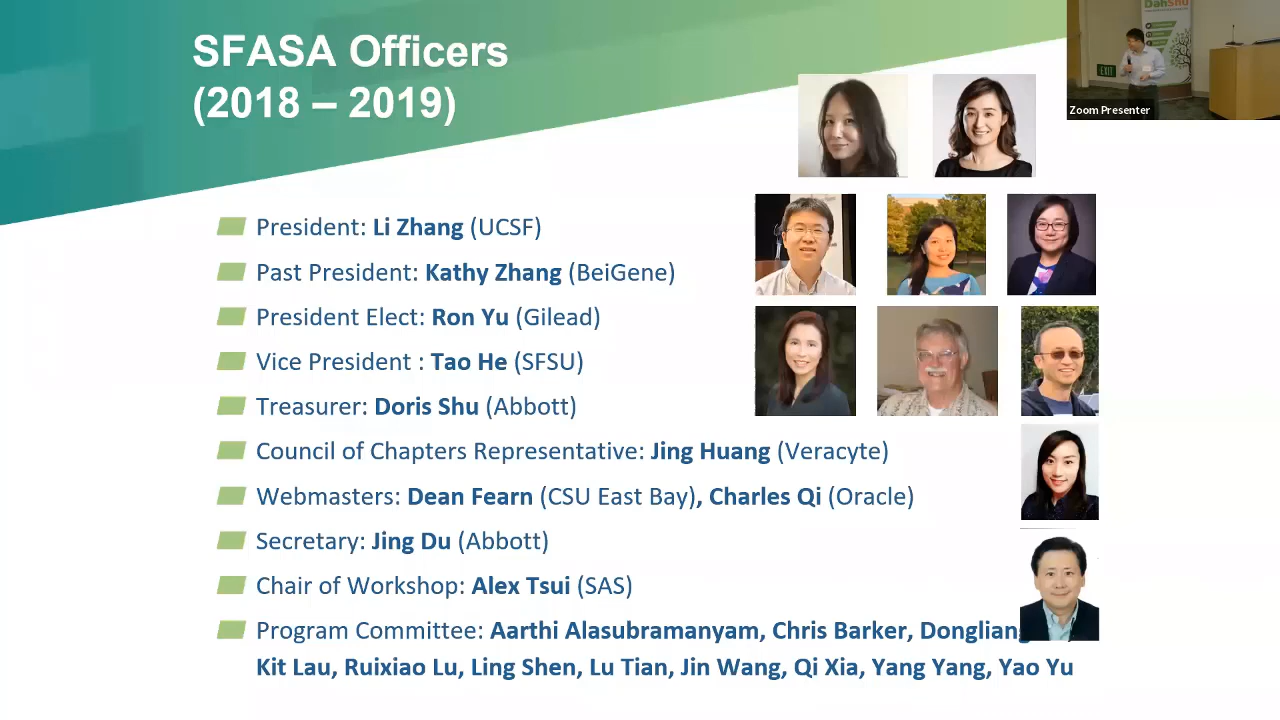 SFASA Officers
(2018 – 2019)
DahShu
EXIT
Zoom Presenter
President: Li Zhang (UCSF)
Past President: Kathy Zhang (BeiGene)
President Elect: Ron Yu (Gilead)
Vice President : Tao He (SFSU)
Treasurer: Doris Shu (Abbott)
Council of Chapters Representative: Jing Huang (Veracyte)
Webmasters: Dean Fearn (CSU East Bay), Charles Qi (Oracle)
Secretary: Jing Du (Abbott)
Chair of Workshop: Alex Tsui (SAS)
Program Committee: Aarthi Alasubramanyam, Chris Barker, Dongliang
Kit Lau, Ruixiao Lu, Ling Shen, Lu Tian, Jin Wang, Qi Xia, Yang Yang, Yao Yu